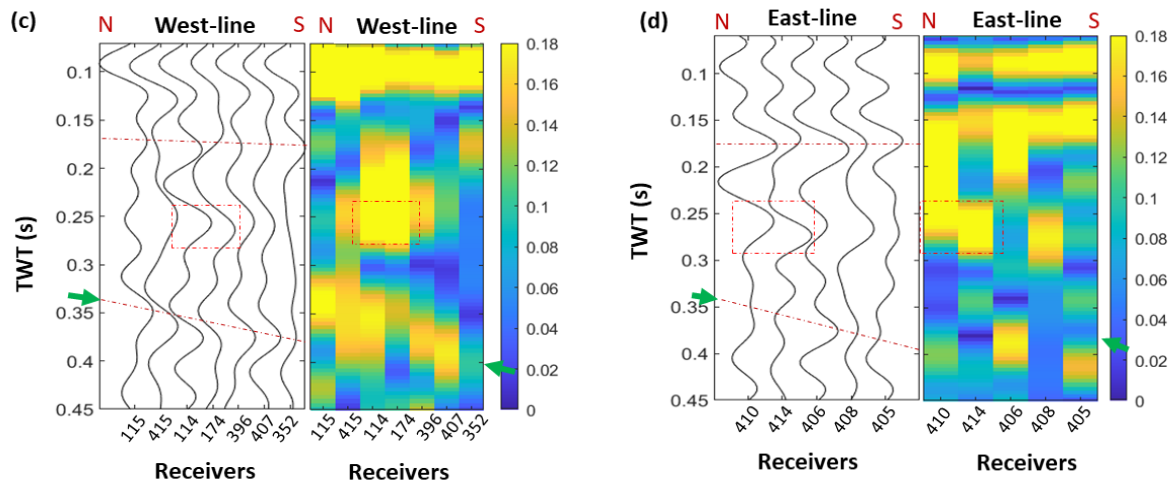 (c)
N West-line S
N West-line S
TWT (s)
0.1
0.15
0.2
0.25
0.3
0.35
0.4
0.45
115 415 114 174 396 407 352
Receivers
115 415 114 174 396 407 352
Receivers
0.18
0.16
0.14
0.12
0.1
0.08
0.06
0.04
0.02
0
(d)
N East-line S
N East-line S
TWT (s)
0.1
0.15
0.2
0.25
0.3
0.35
0.4
0.45
410 414 406 408 405
Receivers
410 414 406 408 405
Receivers
0.18
0.16
0.14
0.12
0.1
0.08
0.06
0.04
0.02
0